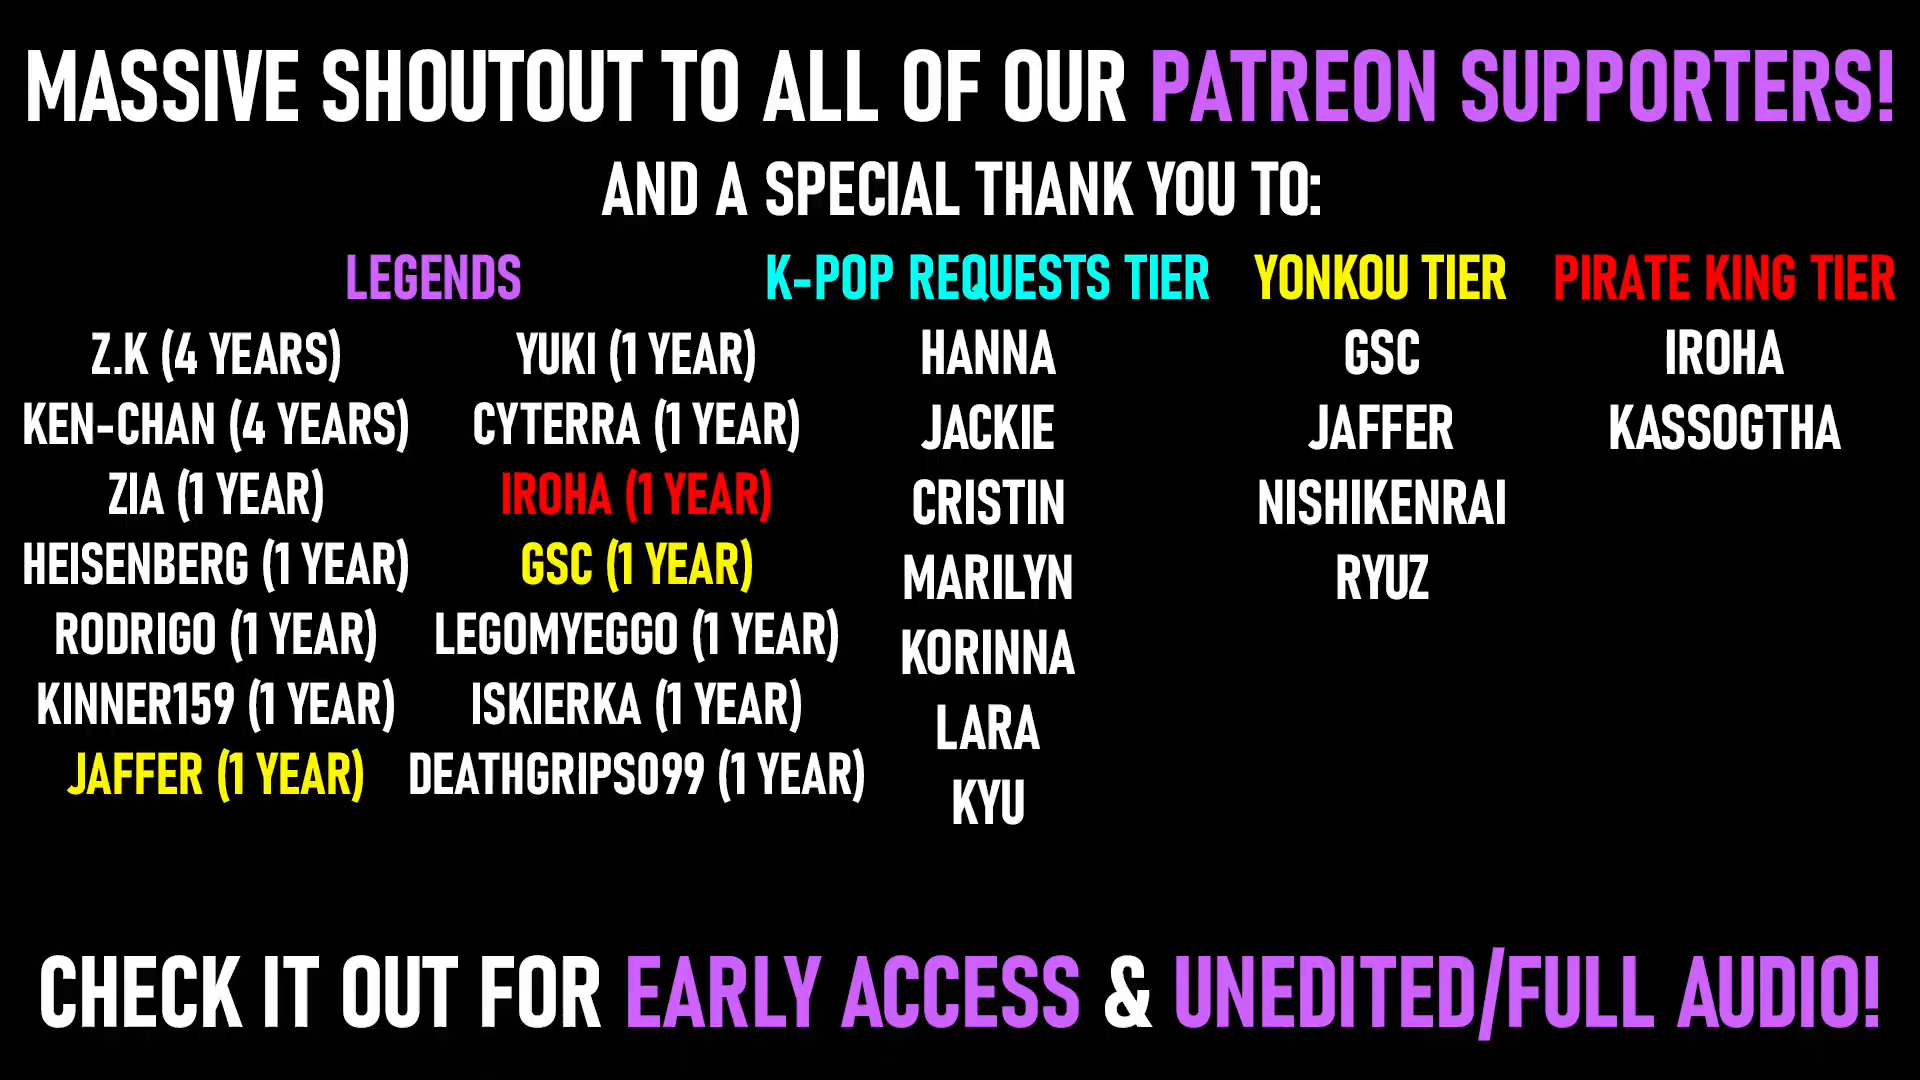 MASSIVE SHOUTOUT TO ALL OF OUR PATREON SUPPORTERS!
AND A SPECIAL THANK YOU TO:
LEGENDS
Z.K (4 YEARS)
KEN-CHAN (4 YEARS)
ZIA (1 YEAR)
HEISENBERG (1 YEAR)
RODRIGO (1 YEAR)
KINNER159 (1 YEAR)
JAFFER (1 YEAR)
YUKI (1 YEAR)
CYTERRA (1 YEAR)
IROHA (1 YEAR)
GSC (1 YEAR)
LEGOMYEGGO (1 YEAR)
ISKIERKA (1 YEAR)
DEATHGRIPS099 (1 YEAR)
K-POP REQUESTS TIER
HANNA
JACKIE
CRISTIN
MARILYN
KORINNA
LARA
KYU
YONKOU TIER
GSC
JAFFER
NISHIKENRAI
RYUZ
PIRATE KING TIER
IROHA
KASSOGTHA
CHECK IT OUT FOR EARLY ACCESS & UNEDITED/FULL AUDIO!